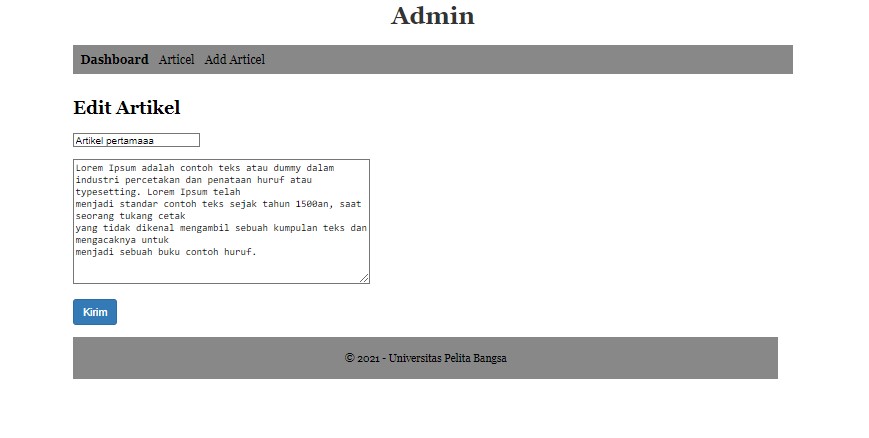 Admin
Dashboard Articel Add Articel
Edit Artikel
Artikel pertamaaa
Lorem Ipsum adalah contoh teks atau dummy dalam
industri percetakan dan penataan huruf atau
typesetting. Lorem Ipsum telah
menjadi standar contoh teks sejak tahun 1500an, saat
seorang tukang cetak
yang tidak dikenal mengambil sebuah kumpulan teks dan
mengacaknya untuk
menjadi sebuah buku contoh huruf.
Kirim
© 2021 - Universitas Pelita Bangsa